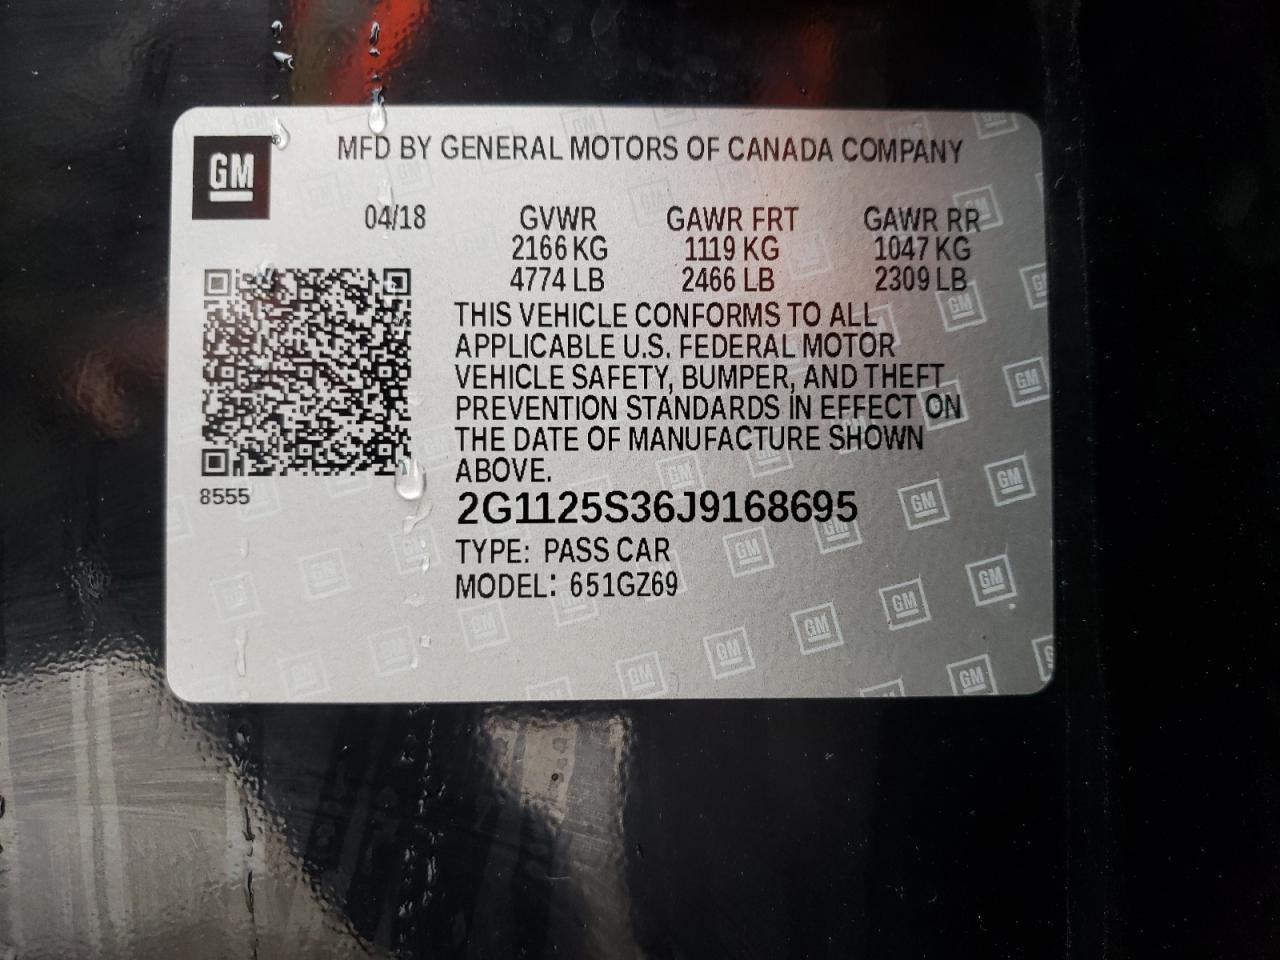 GM
MFD BY GENERAL MOTORS OF CANADA COMPANY
04/18 GVWR GAWR FRT GAWR RR
2166 KG 1119 KG 1047 KG
4774 LB 2466 LB 2309 LB
THIS VEHICLE CONFORMS TO ALL
APPLICABLE U.S. FEDERAL MOTOR
VEHICLE SAFETY, BUMPER, AND THEFT
PREVENTION STANDARDS IN EFFECT ON
THE DATE OF MANUFACTURE SHOWN
ABOVE.
8555
2G1125S36J9168695
TYPE: PASS CAR
MODEL: 651GZ69